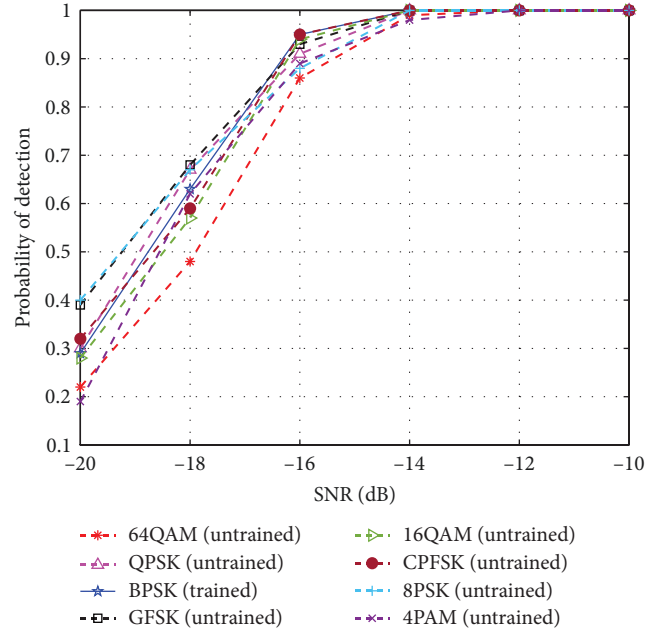 1
0.9
0.8
0.7
0.6
0.5
0.4
0.3
0.2
0.1
Probability of detection
–20 –18 –16 –14 –12 –10
SNR (dB)
64QAM (untrained) 16QAM (untrained)
QPSK (untrained) CPFSK (untrained)
BPSK (trained) 8PSK (untrained)
GFSK (untrained) 4PAM (untrained)